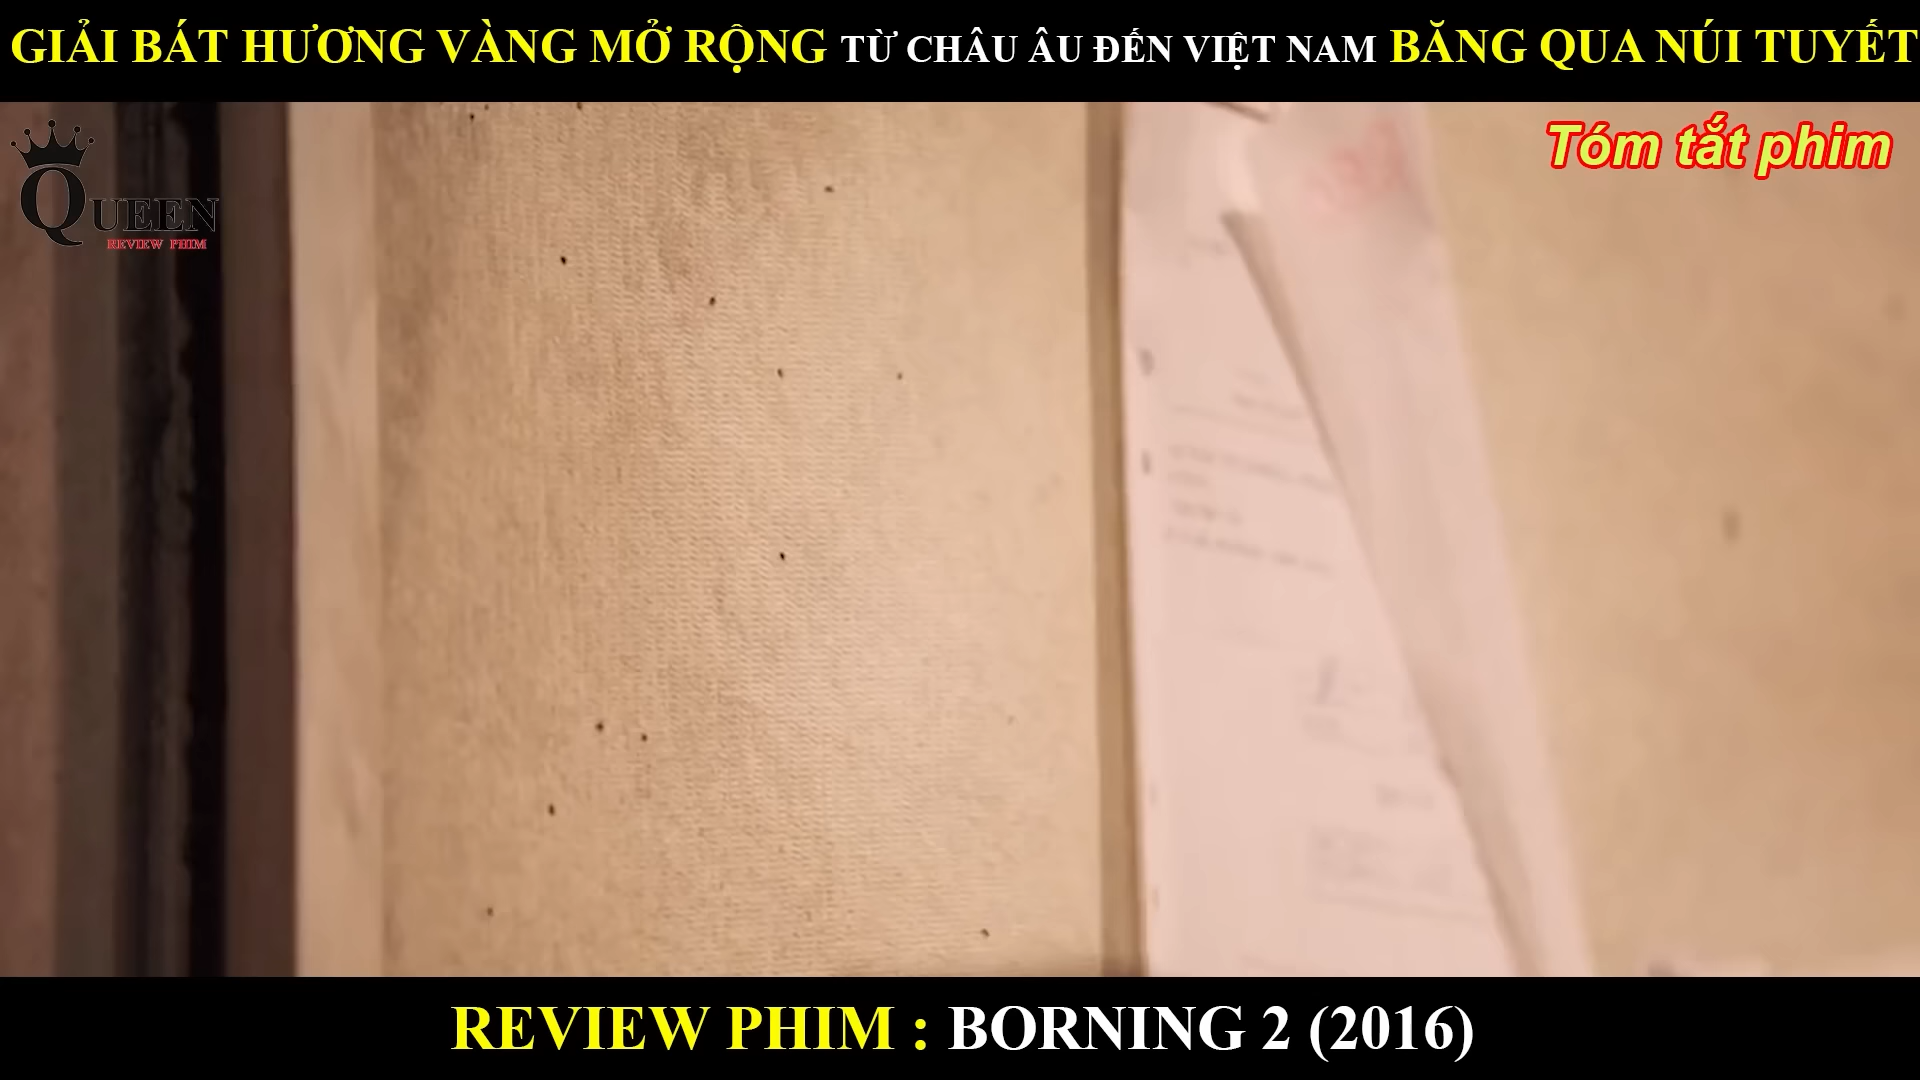 GIẢI BÁT HƯƠNG VÀNG MỞ RỘNG TỪ CHÂU ÂU ĐẾN VIỆT NAM BĂNG QUA NÚI TUYẾT
Tóm tắt phim
QUEEN
REVIEW PHIM
REVIEW PHIM : BORNING 2 (2016)